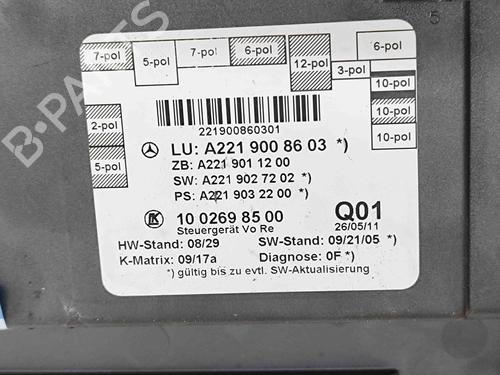 5
7-pol
5-pol
7-pol
6-pol
12-pol
3-pol
6-pol
10-pol
10-pol
10-pol
2-pol
5-pol
221900860301
LU: A221 900 86 03 *)
ZB: A221 901 12 00
SW: A221 902 72 02 *)
PS: A221 903 22 00 *)
10 0269 85 00
Q01
Steuergerät Vo Re
26/05/11
HW-Stand: 08/29
SW-Stand: 09/21/05 *)
K-Matrix: 09/17a
Diagnose: 0F *)
*) gültig bis zu evtl. SW-Aktualisierung
B-PARTS